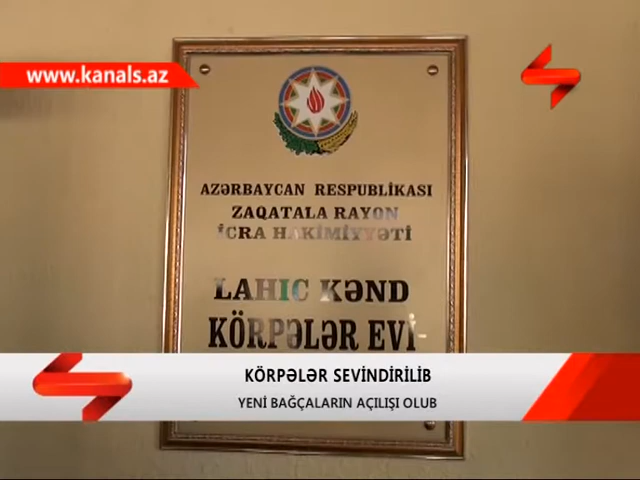 www.kanals.az
AZƏRBAYCAN RESPUBLİKASI
ZAQATALA RAYON
İCRA HAKİMİYYƏTİ
LAHIC KƏND
KÖRPƏLƏR EVİ-
KÖRPƏLƏR SEVİNDİRİLİB
YENİ BAĞÇALARIN AÇILIŞI OLUB